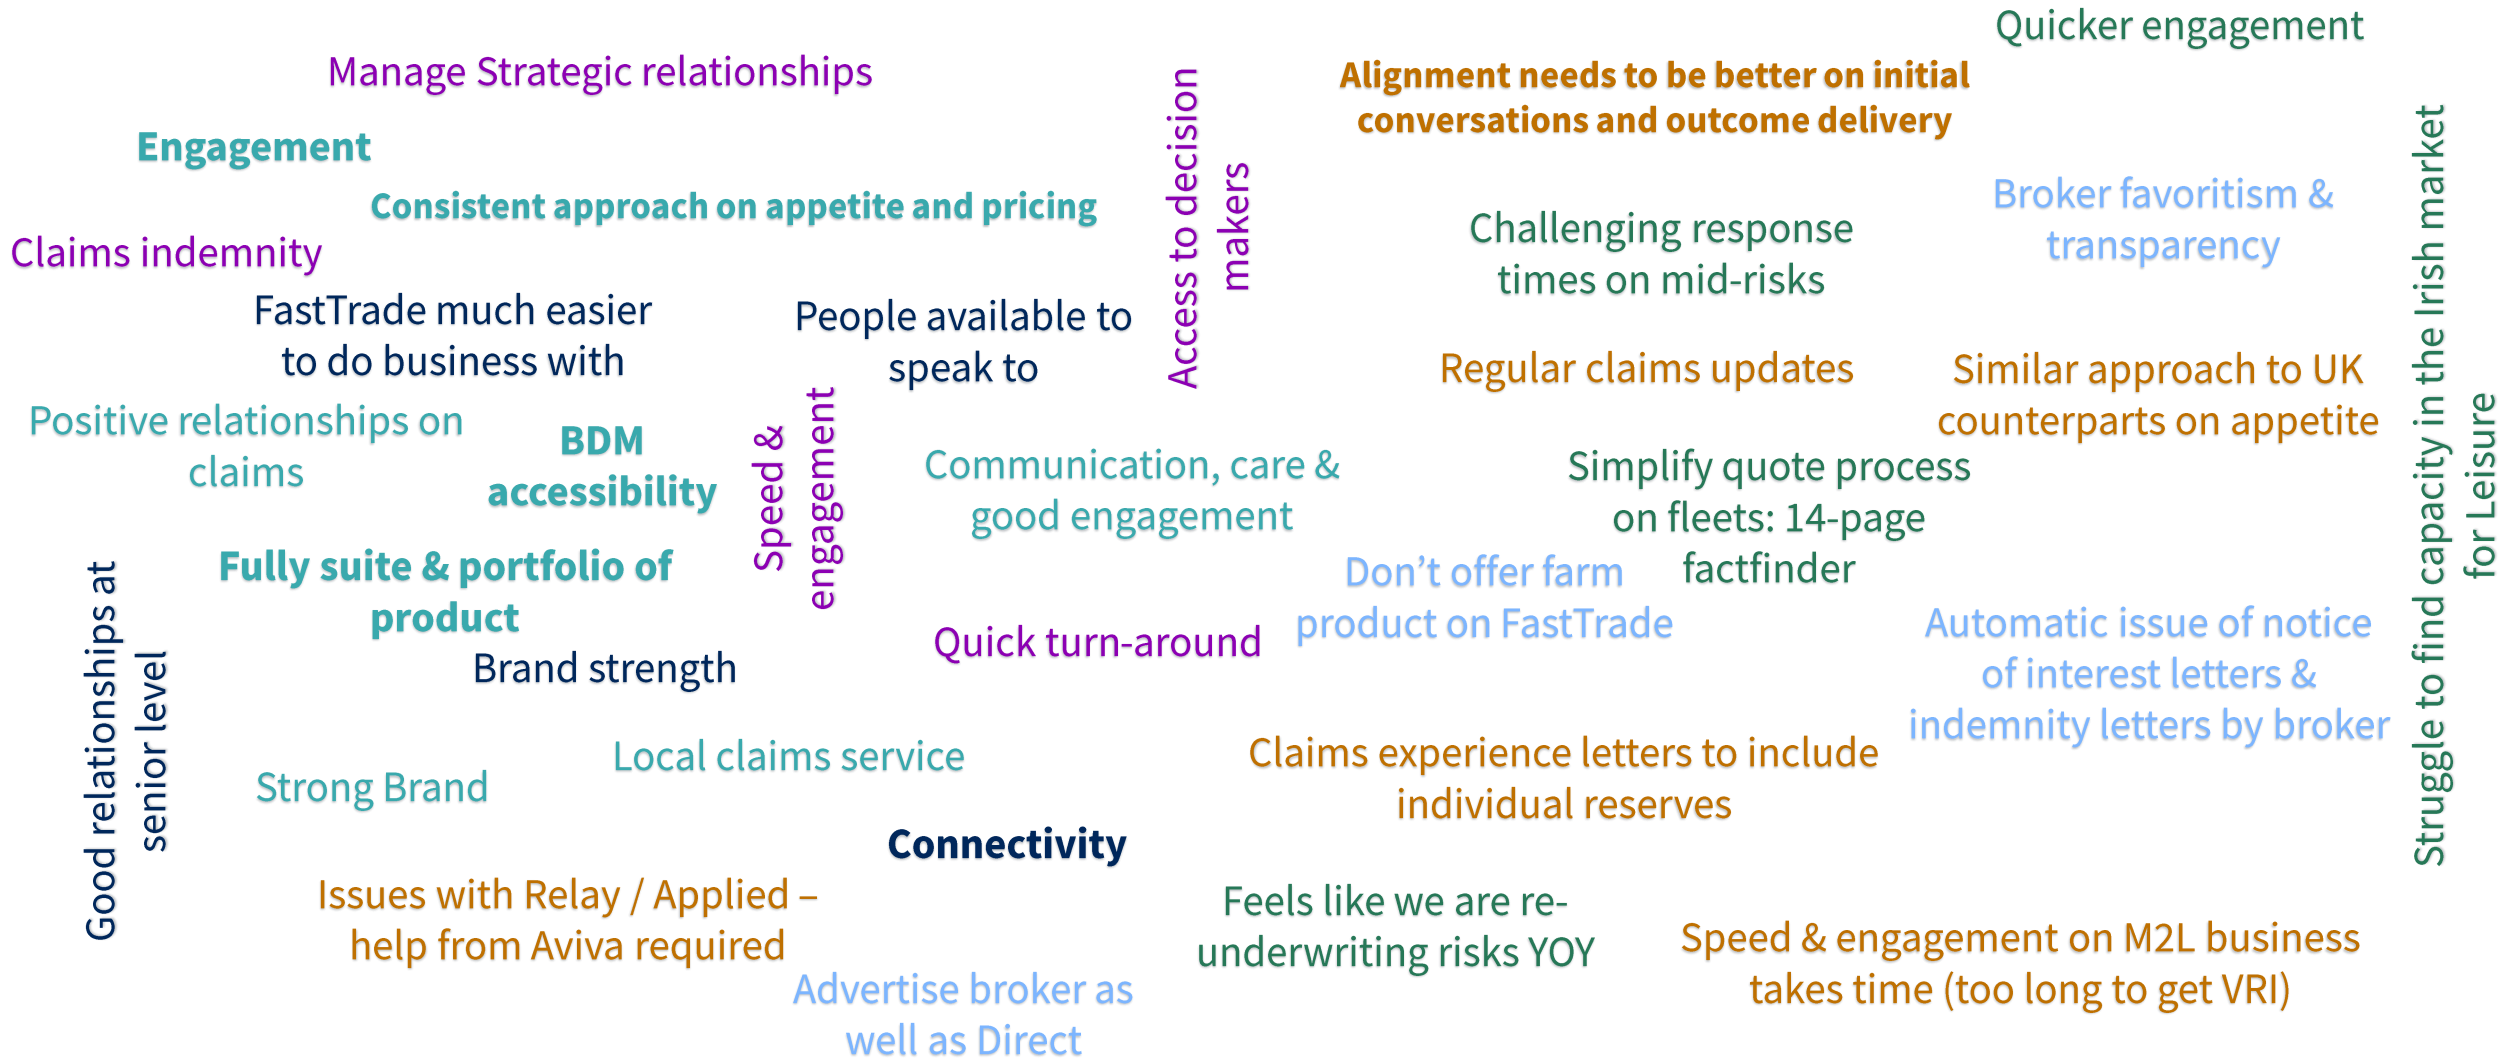 Quicker engagement
Manage Strategic relationships
Alignment needs to be better on initial
conversations and outcome delivery
Engagement
Consistent approach on appetite and pricing
Access to decision
makers
Broker favoritism &
transparency
Claims indemnity
Challenging response
times on mid-risks
FastTrade much easier
to do business with
People available to
speak to
Regular claims updates
Similar approach to UK
counterparts on appetite
Struggle to find capacity in the Irish market
for Leisure
Positive relationships on
claims
BDM
accessibility
Speed &
engagement
Communication, care &
good engagement
Simplify quote process
on fleets: 14-page
factfinder
Fully suite & portfolio of
product
Don’t offer farm
product on FastTrade
Automatic issue of notice
of interest letters &
indemnity letters by broker
Good relationships at
senior level
Brand strength
Quick turn-around
Local claims service
Strong Brand
Claims experience letters to include
individual reserves
Connectivity
Issues with Relay / Applied –
help from Aviva required
Feels like we are re-
underwriting risks YOY
Speed & engagement on M2L business
takes time (too long to get VRI)
Advertise broker as
well as Direct